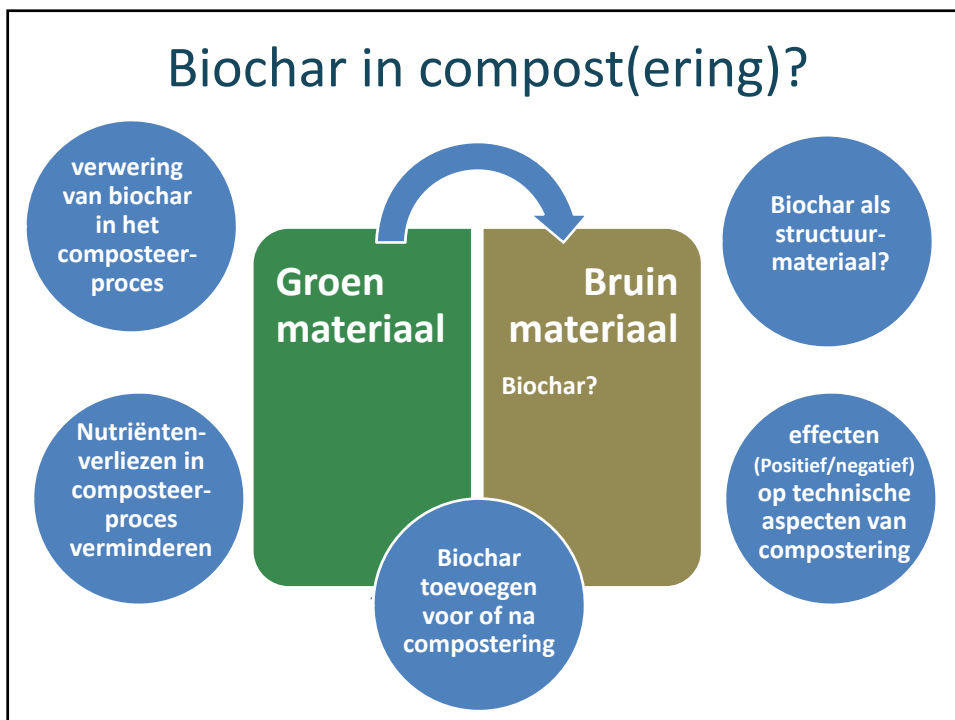 Biochar in compost(ering)?
verwering
van biochar
in het
composteer-
proces
Groen
materiaal
Bruin
materiaal
Biochar?
Biochar als
structuur-
materiaal?
Nutriënten-
verliezen in
composteer-
proces
verminderen
Biochar
toevoegen
voor of na
compostering
effecten
(Positief/negatief)
op technische
aspecten van
compostering